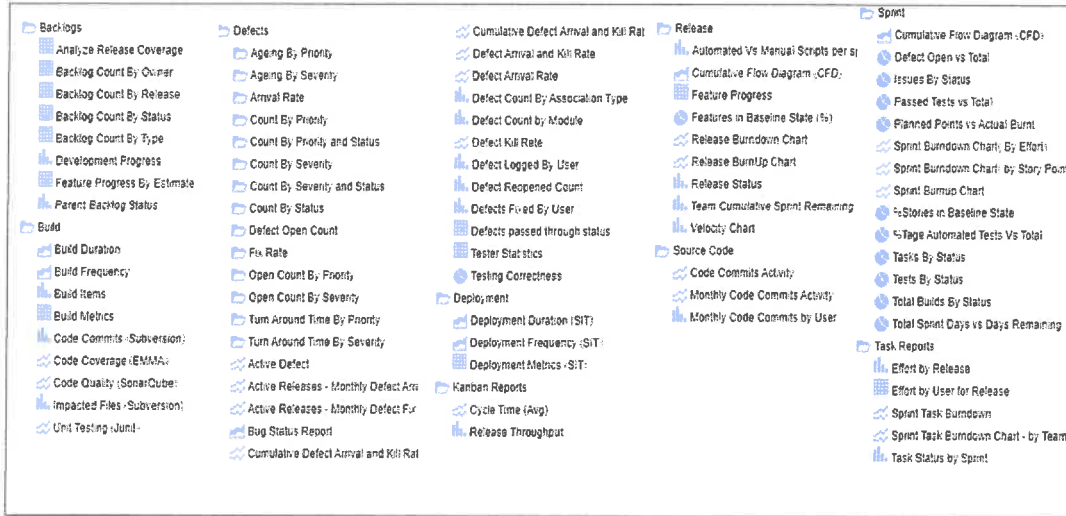 Backlogs
Analyze Release Coverage
Backlog Count By Owner
Backlog Count By Release
Backlog Count By Status
Backlog Count By Type
Development Progress
Feature Progress By Estimate
Parent Backlog Status
Build
Build Duration
Build Frequency
Build Items
Build Metrics
Code Commits (Subversion)
Code Coverage (EMMA)
Code Quality (SonarQube)
Impacted Files (Subversion)
Unit Testing (Junit)
Defects
Ageing By Priority
Ageing By Severity
Arrival Rate
Count By Priority
Count By Priority and Status
Count By Severity
Count By Severity and Status
Count By Status
Defect Open Count
Fix Rate
Open Count By Priority
Open Count By Severity
Turn Around Time By Priority
Turn Around Time By Severity
Active Defect
Active Releases - Monthly Defect Arri
Active Releases - Monthly Defect Fix
Bug Status Report
Cumulative Defect Arrival and Kill Rat
Cumulative Defect Arrival and Kill Rat
Defect Arrival and Kill Rate
Defect Arrival Rate
Defect Count By Association Type
Defect Count by Module
Defect Kill Rate
Defect Logged By User
Defect Reopened Count
Defects Fixed By User
Defects passed through status
Tester Statistics
Testing Correctness
Deployment
Deployment Duration (SIT)
Deployment Frequency (SIT)
Deployment Metrics (SIT)
Kanban Reports
Cycle Time (Avg)
Release Throughput
Release
Automated Vs Manual Scripts per sp
Cumulative Flow Diagram (CFD)
Feature Progress
Features in Baseline State (%)
Release Burndown Chart
Release BurnUp Chart
Release Status
Team Cumulative Sprint Remaining
Velocity Chart
Source Code
Code Commits Activity
Monthly Code Commits Activity
Monthly Code Commits by User
Sprint
Cumulative Flow Diagram (CFD)
Defect Open vs Total
Issues By Status
Passed Tests vs Total
Planned Points vs Actual Burnt
Sprint Burndown Chart( By Effort)
Sprint Burndown Chart( by Story Point
Sprint Burnup Chart
%Stories in Baseline State
%Tage Automated Tests Vs Total
Tasks By Status
Tests By Status
Total Builds By Status
Total Sprint Days vs Days Remaining
Task Reports
Effort by Release
Effort by User for Release
Sprint Task Burndown
Sprint Task Burndown Chart - by Team
Task Status by Sprint